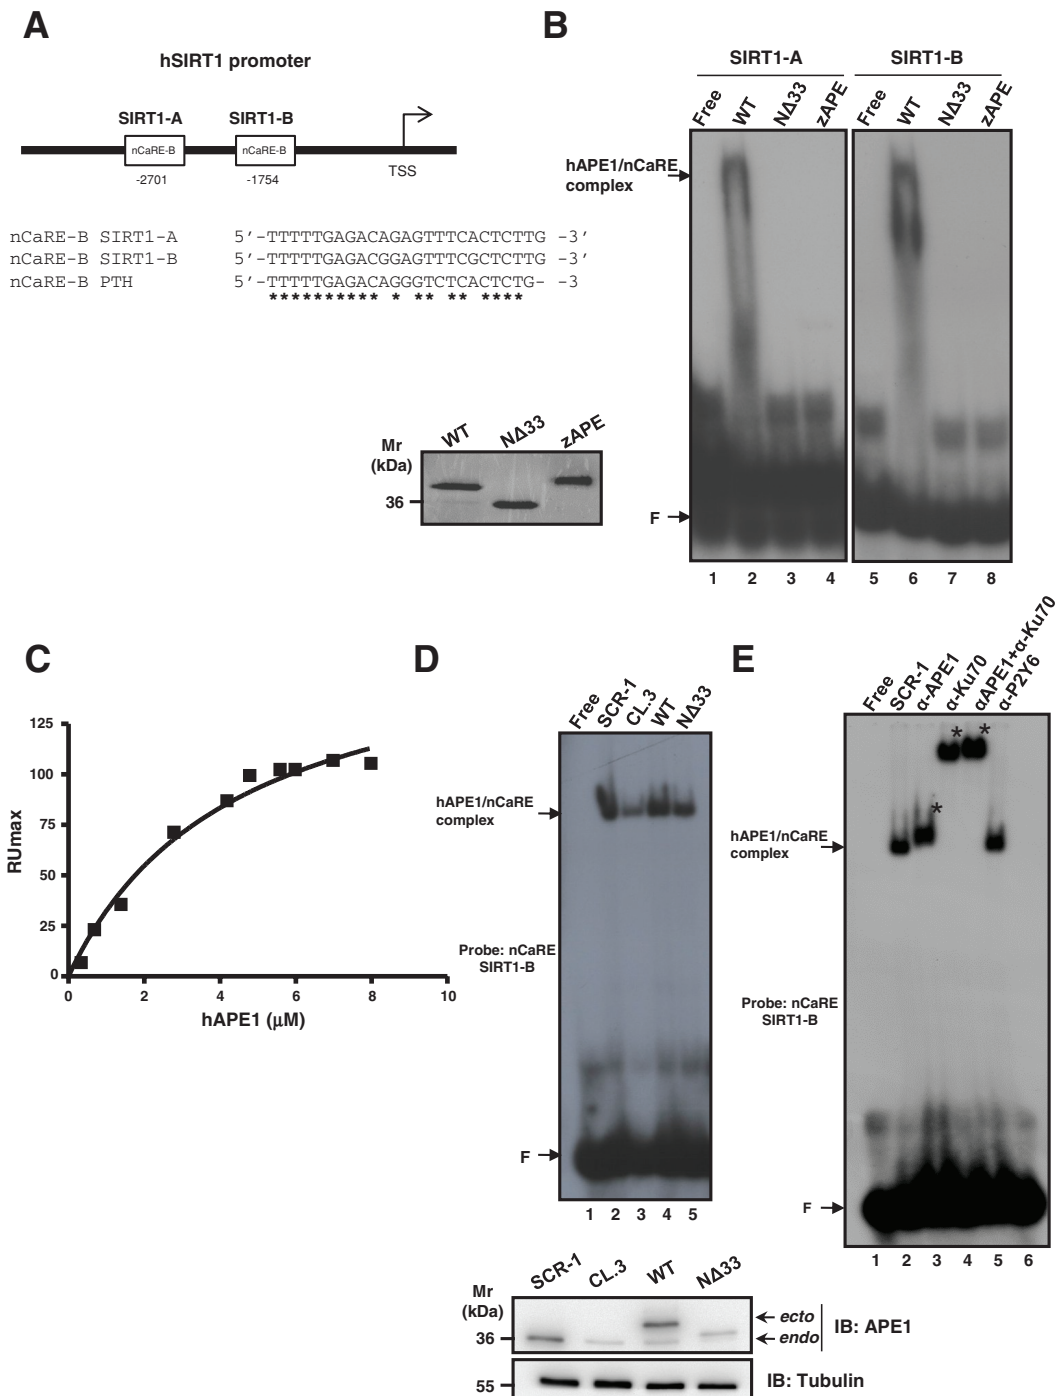 A
hSIRT1 promoter
SIRT1-A SIRT1-B
nCaRE-B nCaRE-B
-2701 -1754
TSS
nCaRE-B SIRT1-A 5’-TTTTTGAGACAGAGTTTCACTCTTG -3’
nCaRE-B SIRT1-B 5’-TTTTTGAGACGGAGTTTCGCTCTTG -3’
nCaRE-B PTH 5’-TTTTTGAGACAGGGTCTCACTCTG- -3
********** * ** ** ****
Mr
(kDa)
WT NΔ33 zAPE
36
B
SIRT1-A SIRT1-B
Free WT NΔ33 zAPE Free WT NΔ33 zAPE
hAPE1/nCaRE
complex
F
1 2 3 4 5 6 7 8
C
RUmax
125
100
75
50
25
0
0 2 4 6 8 10
hAPE1 (µM)
D
Free SCR-1 CL.3 WT NΔ33
hAPE1/nCaRE
complex
Probe: nCaRE
SIRT1-B
F
1 2 3 4 5
Mr
(kDa)
SCR-1 CL.3 WT NΔ33
36
ecto
endo
IB: APE1
55
IB: Tubulin
E
Free SCR-1 α-APE1 α-Ku70 αAPE1+α-Ku70 α-P2Y6
* * *
hAPE1/nCaRE
complex
Probe: nCaRE
SIRT1-B
F
1 2 3 4 5 6